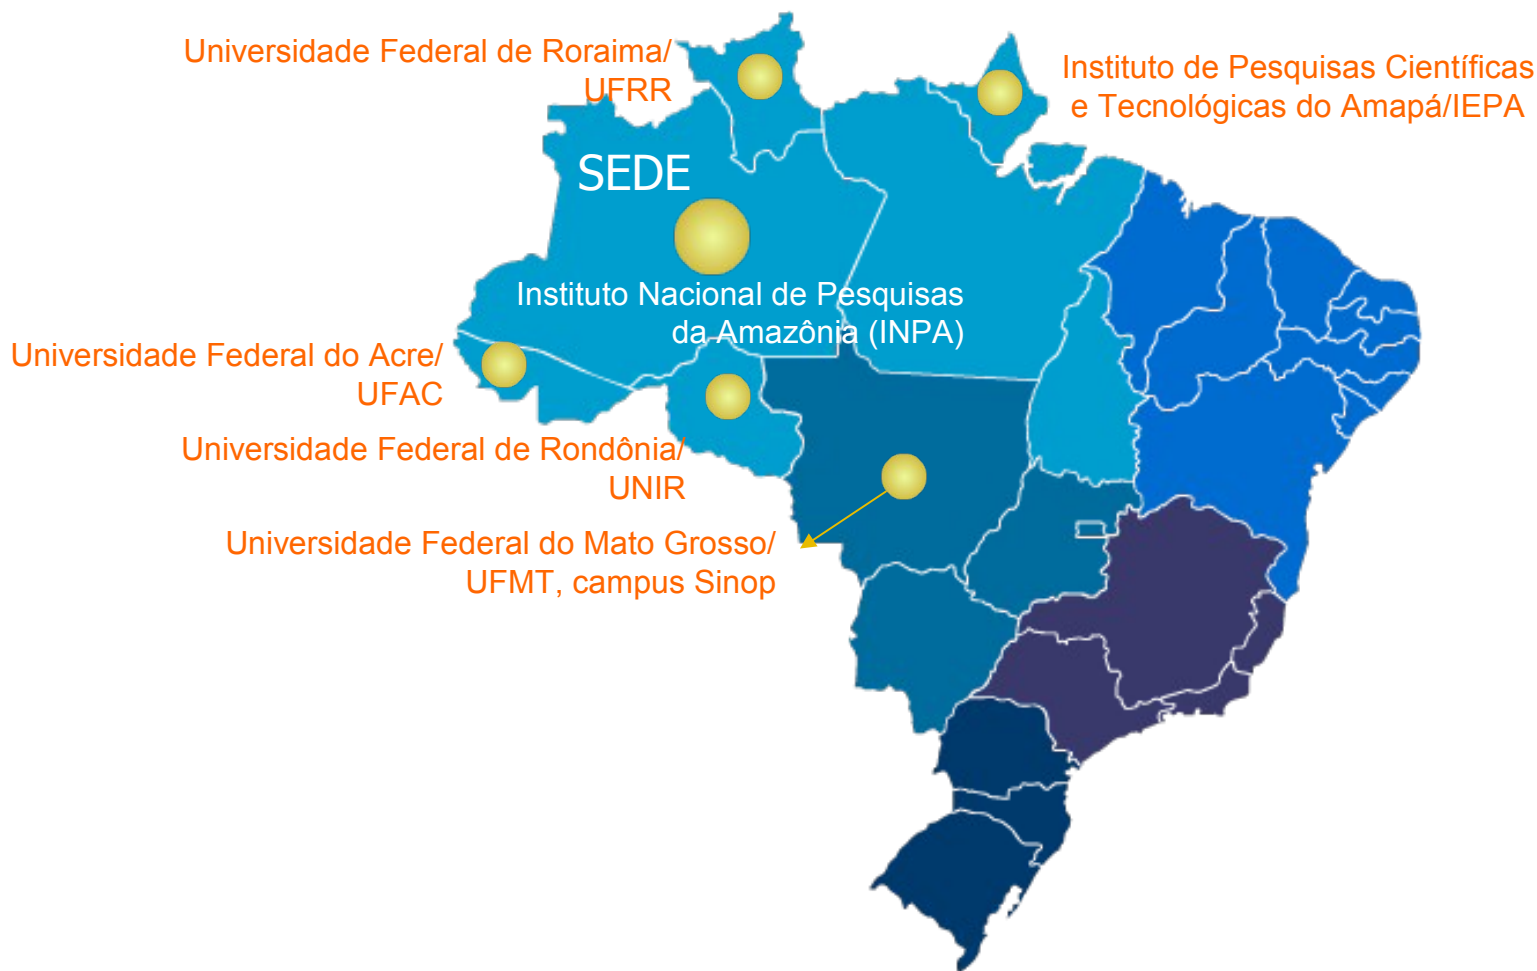 Universidade Federal de Roraima/
UFRR
Instituto de Pesquisas Científicas
e Tecnológicas do Amapá/IEPA
SEDE
Instituto Nacional de Pesquisas
da Amazônia (INPA)
Universidade Federal do Acre/
UFAC
Universidade Federal de Rondônia/
UNIR
Universidade Federal do Mato Grosso/
UFMT, campus Sinop